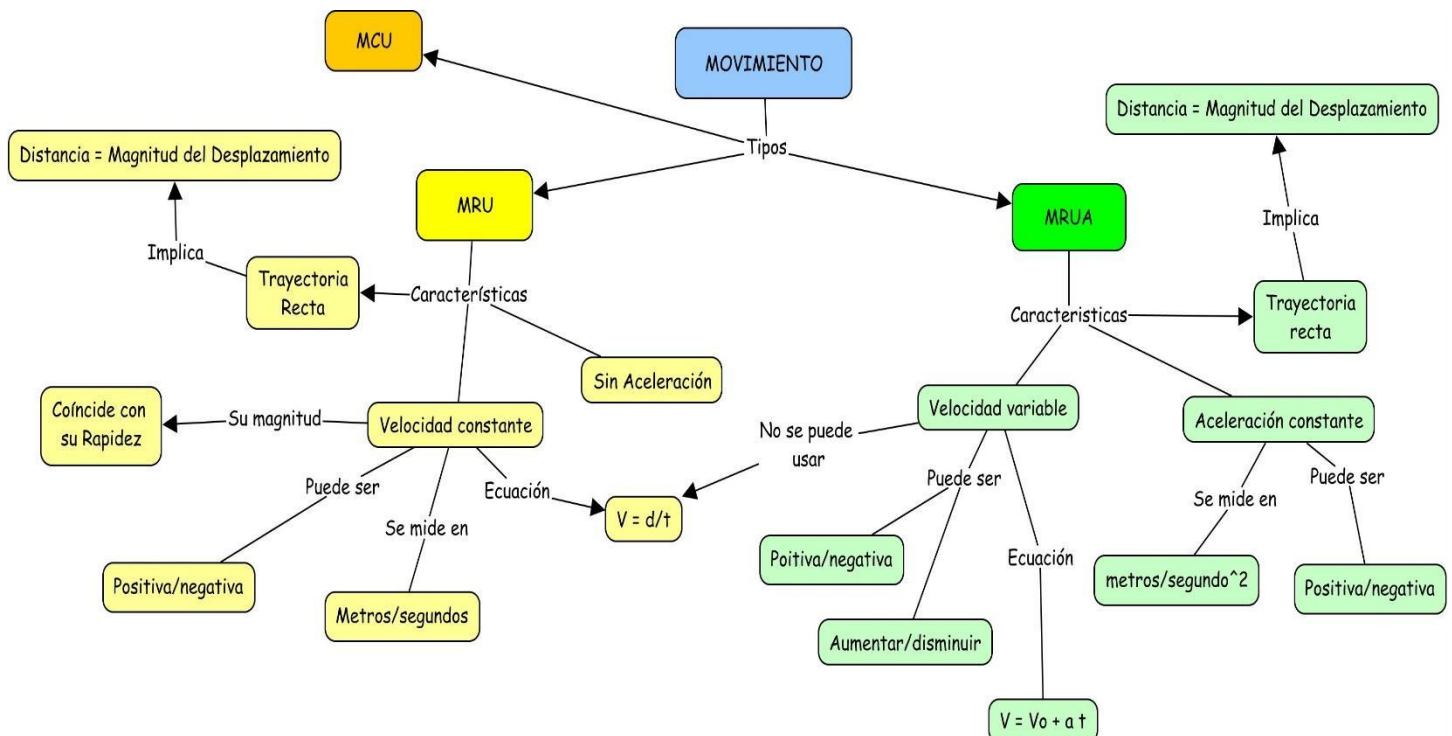 MCU
MOVIMIENTO
Tipos
Distancia = Magnitud del Desplazamiento
Distancia = Magnitud del Desplazamiento
MRU
MRUA
Implica
Implica
Trayectoria
Recta
Característicás
Caracteristicas
Trayectoria
recta
Sin Aceleración
Coíncide con
su Rapidez
Su magnitud
Velocidad constante
No se puede
usar
Velocidad variable
Aceleración constante
Puede ser
Ecuación
Se mide en
V = d/t
Puede ser
Ecuación
Se mide en
Puede ser
Positiva/negativa
Metros/segundos
Poitiva/negativa
Aumentar/disminuir
metros/segundo^2
Positiva/negativa
V = Vo + a t